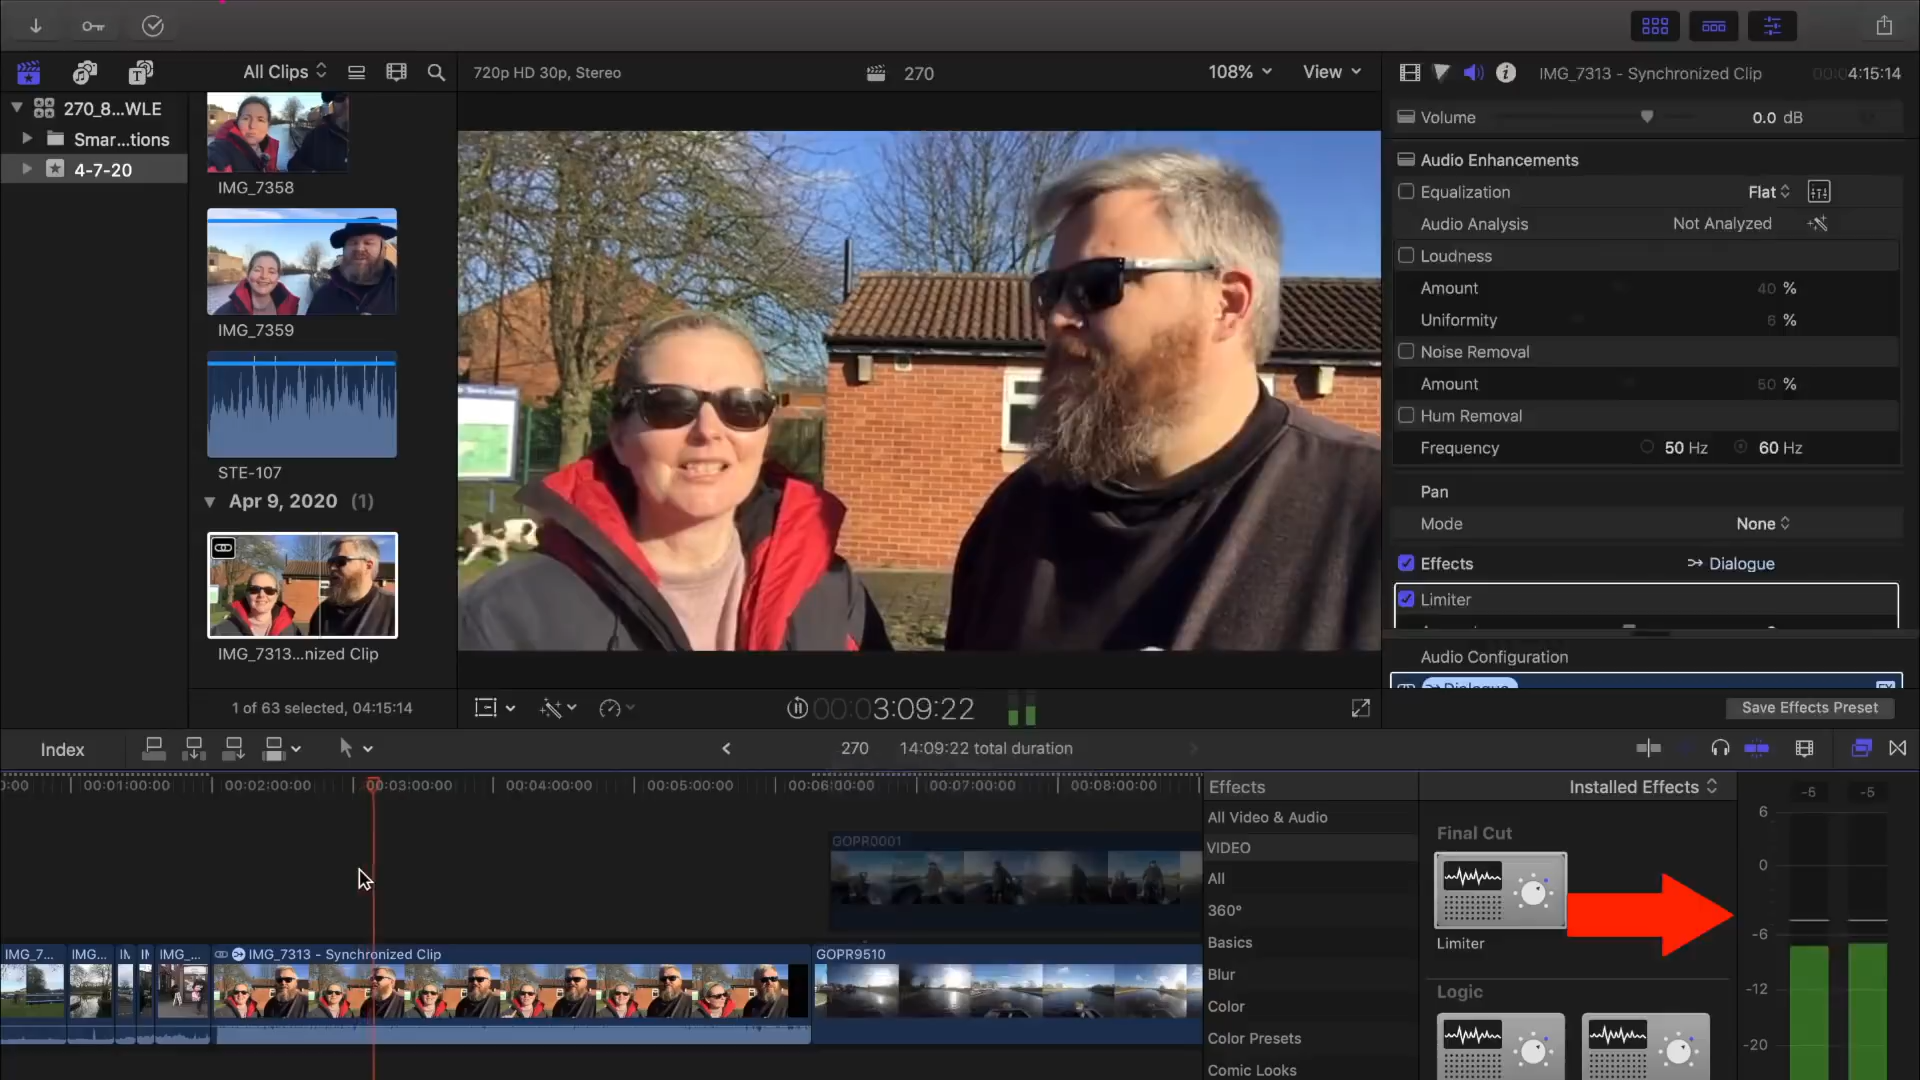 All Clips
720p HD 30p, Stereo
270
108%
View
IMG_7313 - Synchronized Clip
4:15:14
270_8...WLE
Smar...tions
4-7-20
IMG_7358
IMG_7359
STE-107
Apr 9, 2020 (1)
IMG_7313...nized Clip
1 of 63 selected, 04:15:14
Volume
0.0 dB
Audio Enhancements
Equalization
Flat
Audio Analysis
Not Analyzed
Loudness
Amount
40 %
Uniformity
6 %
Noise Removal
Amount
50 %
Hum Removal
Frequency
50 Hz
60 Hz
Pan
Mode
None
Effects
Dialogue
Limiter
Audio Configuration
Dialogue
Save Effects Preset
00:03:09:22
Index
270
14:09:22 total duration
00:01:00:00
00:02:00:00
00:03:00:00
00:04:00:00
00:05:00:00
00:06:00:00
00:07:00:00
00:08:00:00
GOPR0001
IMG_7...
IMG...
IMG_...
IMG_7313 - Synchronized Clip
GOPR9510
Effects
Installed Effects
All Video & Audio
VIDEO
All
360°
Basics
Blur
Color
Color Presets
Comic Looks
Final Cut
Limiter
Logic
-5
-5
6
0
-6
-12
-20